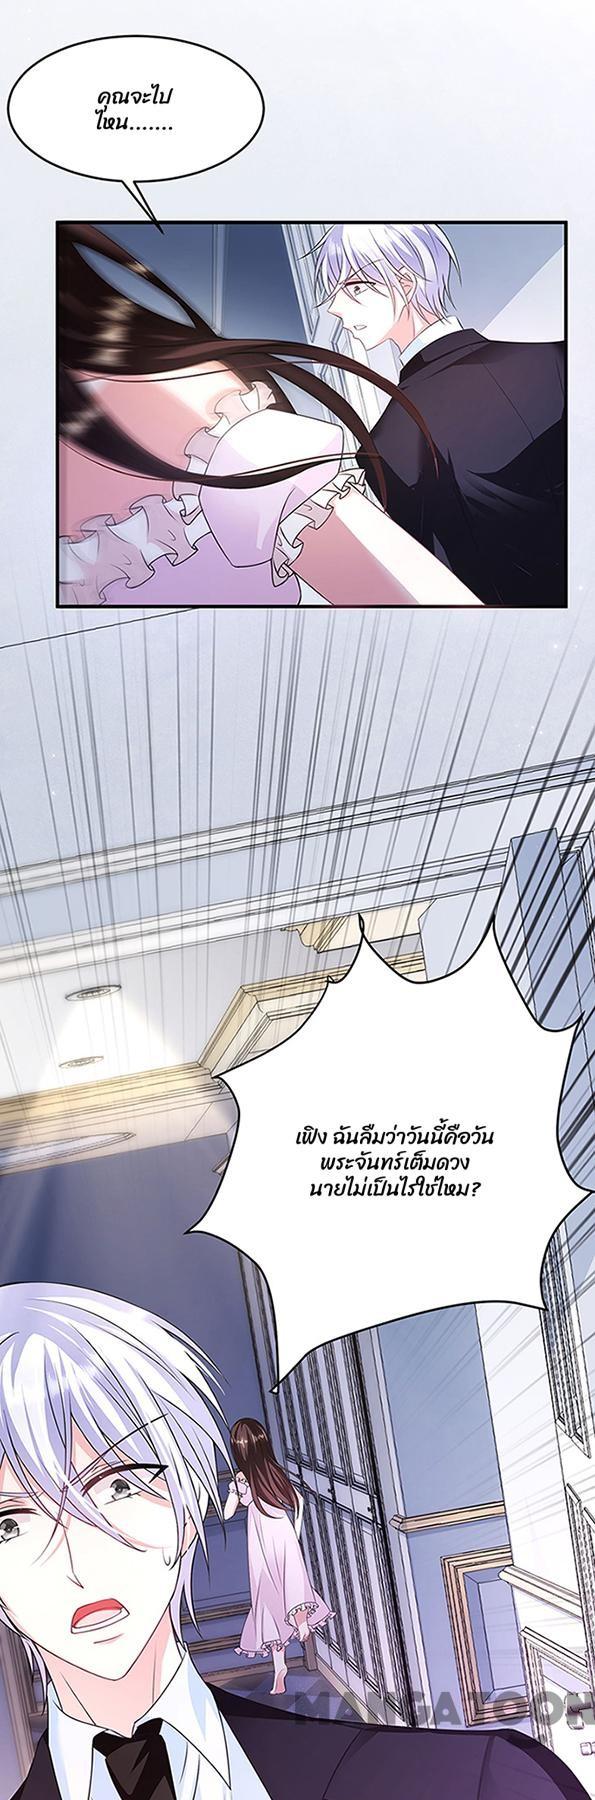 คุณจะไป
ไหน.......
เฟิง ฉันลืมว่าวันนี้คือวัน
พระจันทร์เต็มดวง
นายไม่เป็นไรใช่ไหม?
MANGATOON